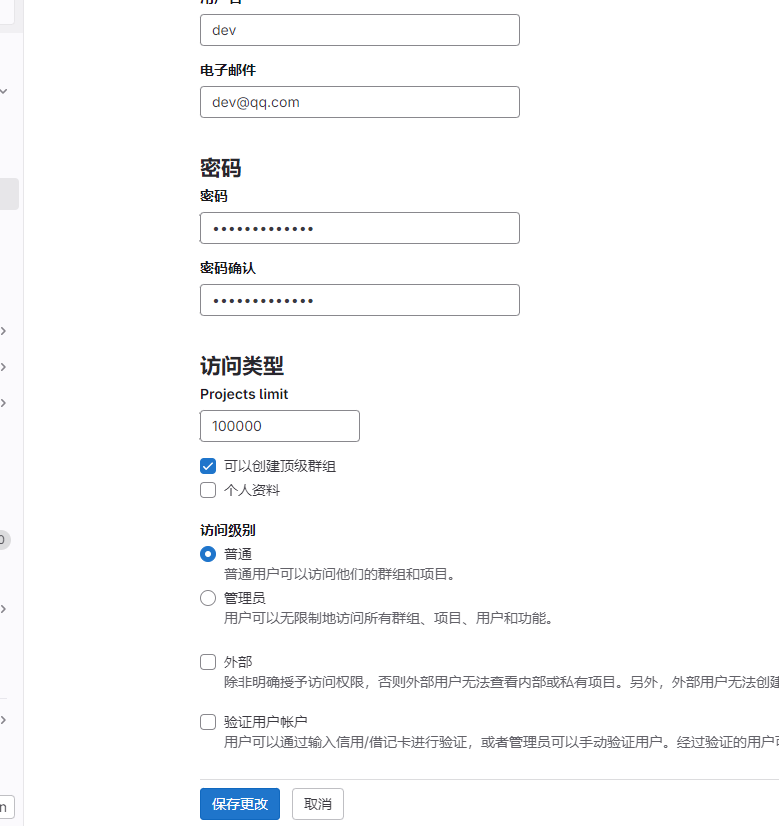 dev
电子邮件
dev@qq.com
密码
密码
•••••••••••••
密码确认
•••••••••••••
访问类型
Projects limit
100000
可以创建顶级群组
个人资料
访问级别
普通
普通用户可以访问他们的群组和项目。
管理员
用户可以无限制地访问所有群组、项目、用户和功能。
外部
除非明确授予访问权限，否则外部用户无法查看内部或私有项目。另外，外部用户无法创建
验证用户帐户
用户可以通过输入信用/借记卡进行验证，或者管理员可以手动验证用户。经过验证的用户可
保存更改
取消